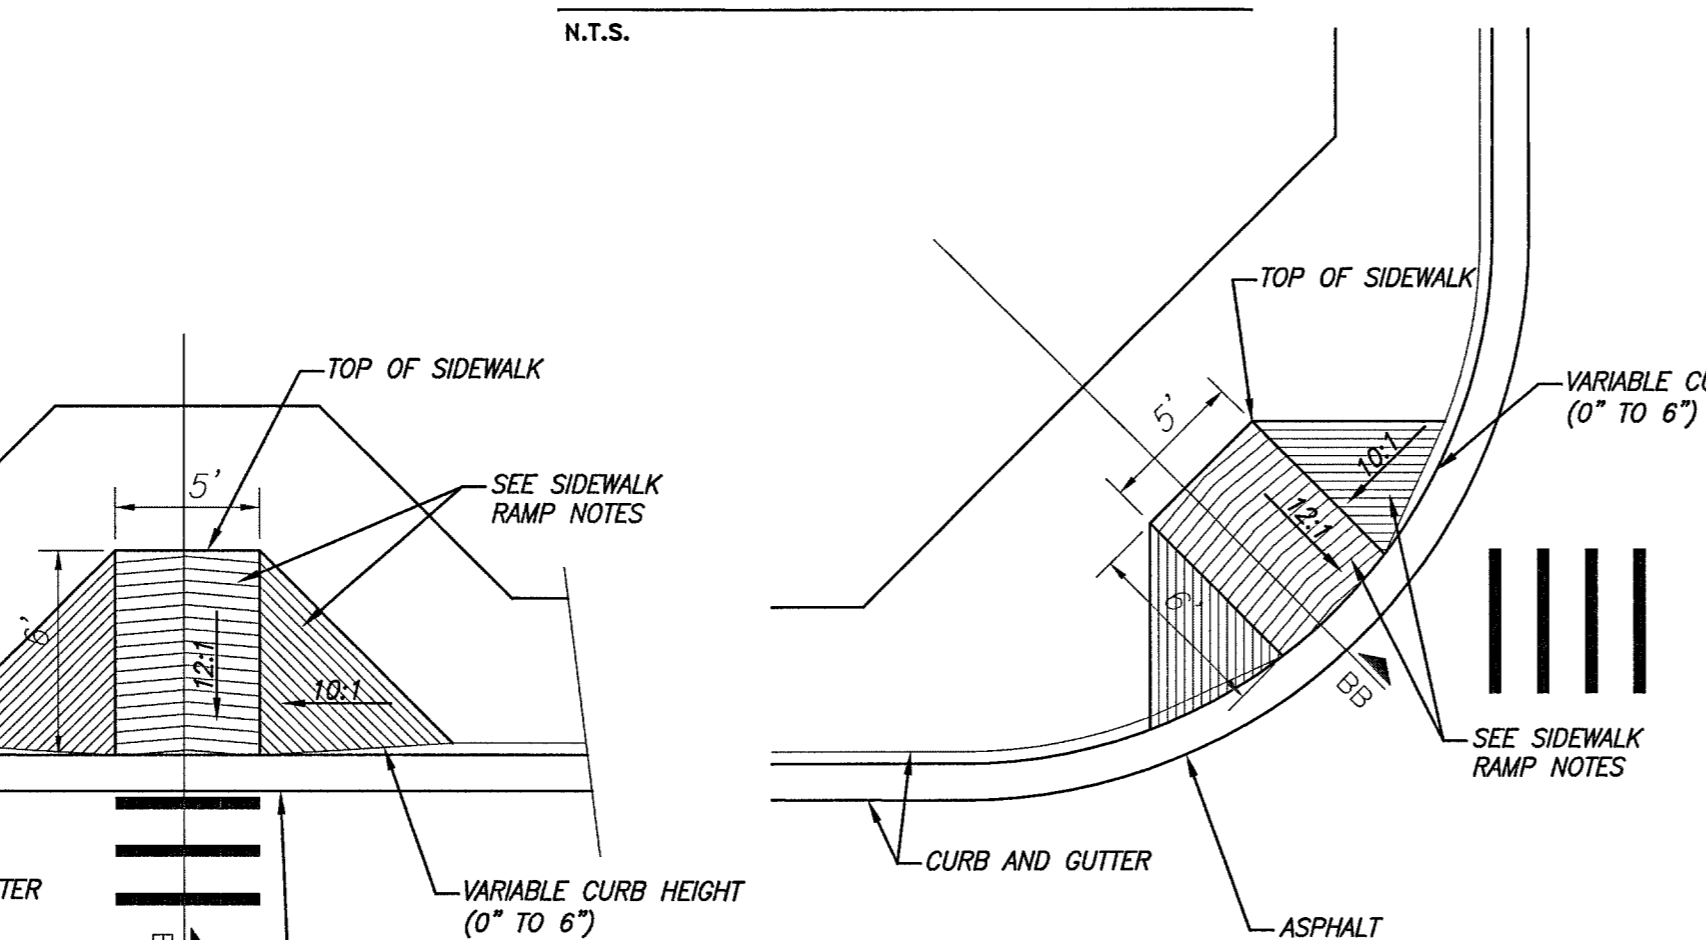 N.T.S.
TOP OF SIDEWALK
5'
SEE SIDEWALK
RAMP NOTES
6'
12:1
10:1
TER
VARIABLE CURB HEIGHT
(0" TO 6")
TOP OF SIDEWALK
VARIABLE CU
(0" TO 6")
5'
10:1
12:1
6'
BB
SEE SIDEWALK
RAMP NOTES
CURB AND GUTTER
ASPHALT